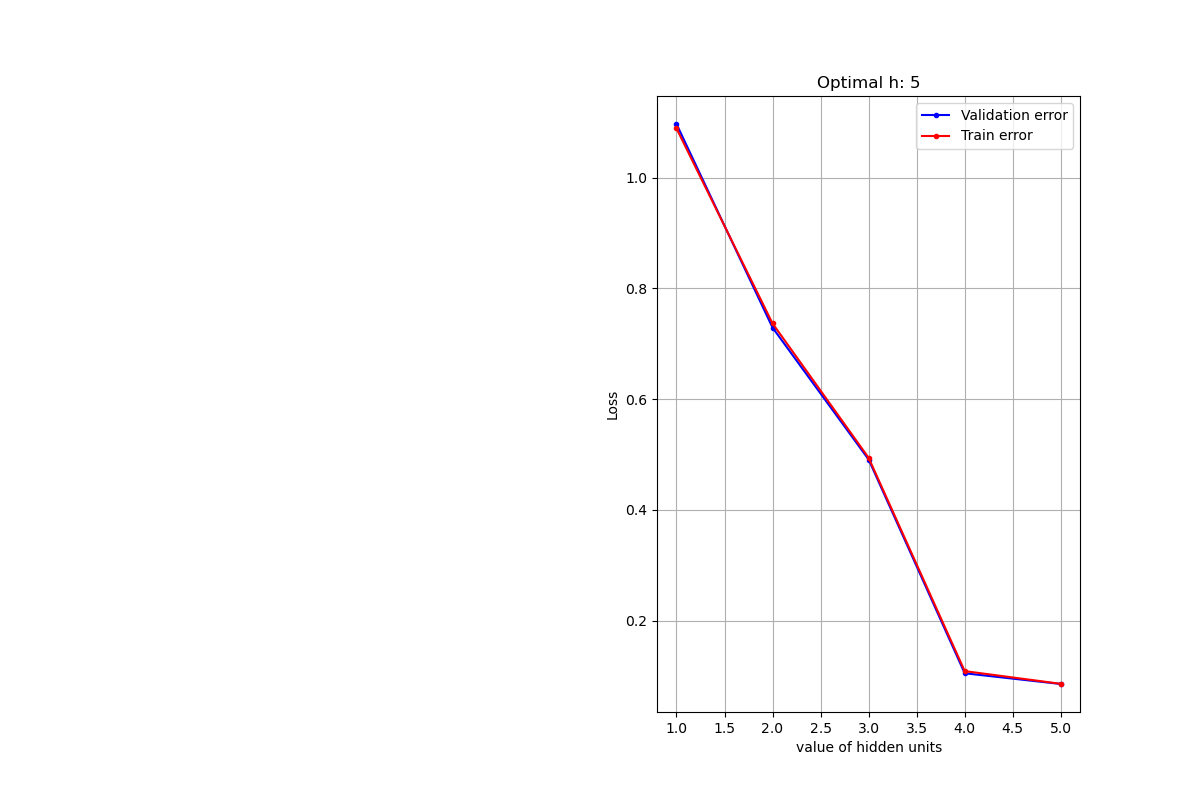 Optimal h: 5
Validation error
Train error
1.0
0.8
0.6
0.4
0.2
Loss
1.0 1.5 2.0 2.5 3.0 3.5 4.0 4.5 5.0
value of hidden units